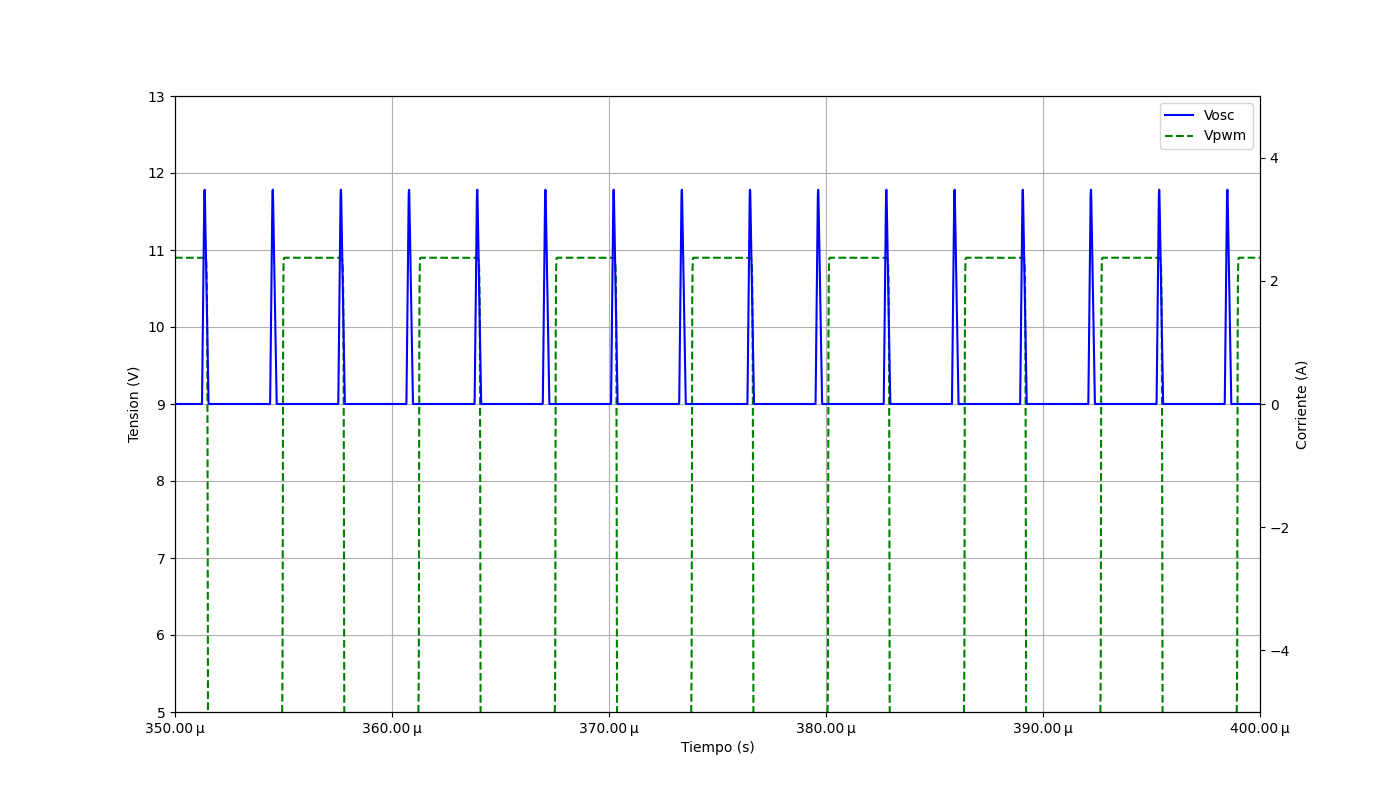 13
12
11
10
9
8
7
6
5
Tension (V)
Vosc
Vpwm
4
2
0
−2
−4
Corriente (A)
350.00 µ
360.00 µ
370.00 µ
380.00 µ
390.00 µ
400.00 µ
Tiempo (s)